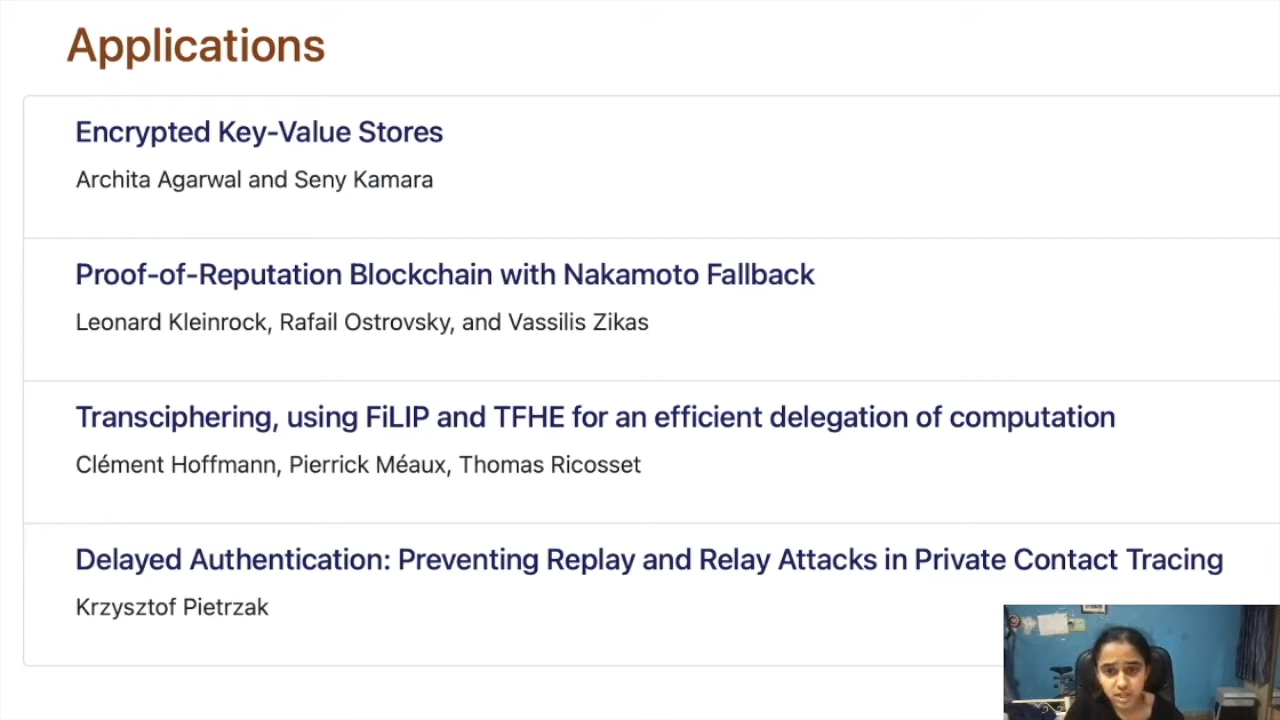 Applications
Encrypted Key-Value Stores
Archita Agarwal and Seny Kamara
Proof-of-Reputation Blockchain with Nakamoto Fallback
Leonard Kleinrock, Rafail Ostrovsky, and Vassilis Zikas
Transciphering, using FiLIP and TFHE for an efficient delegation of computation
Clément Hoffmann, Pierrick Méaux, Thomas Ricosset
Delayed Authentication: Preventing Replay and Relay Attacks in Private Contact Tracing
Krzysztof Pietrzak